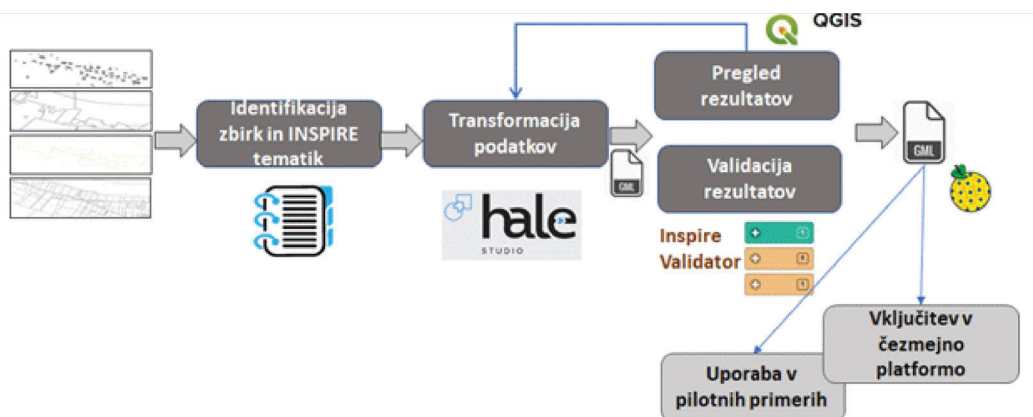 QGIS
Identifikacija
zbirk in INSPIRE
tematik
Transformacija
podatkov
Pregled
rezultatov
GML
Validacija
rezultatov
GML
hale
STUDIO
Inspire
Validator
Vključitev v
čezmejno
platformo
Uporaba v
pilotnih primerih